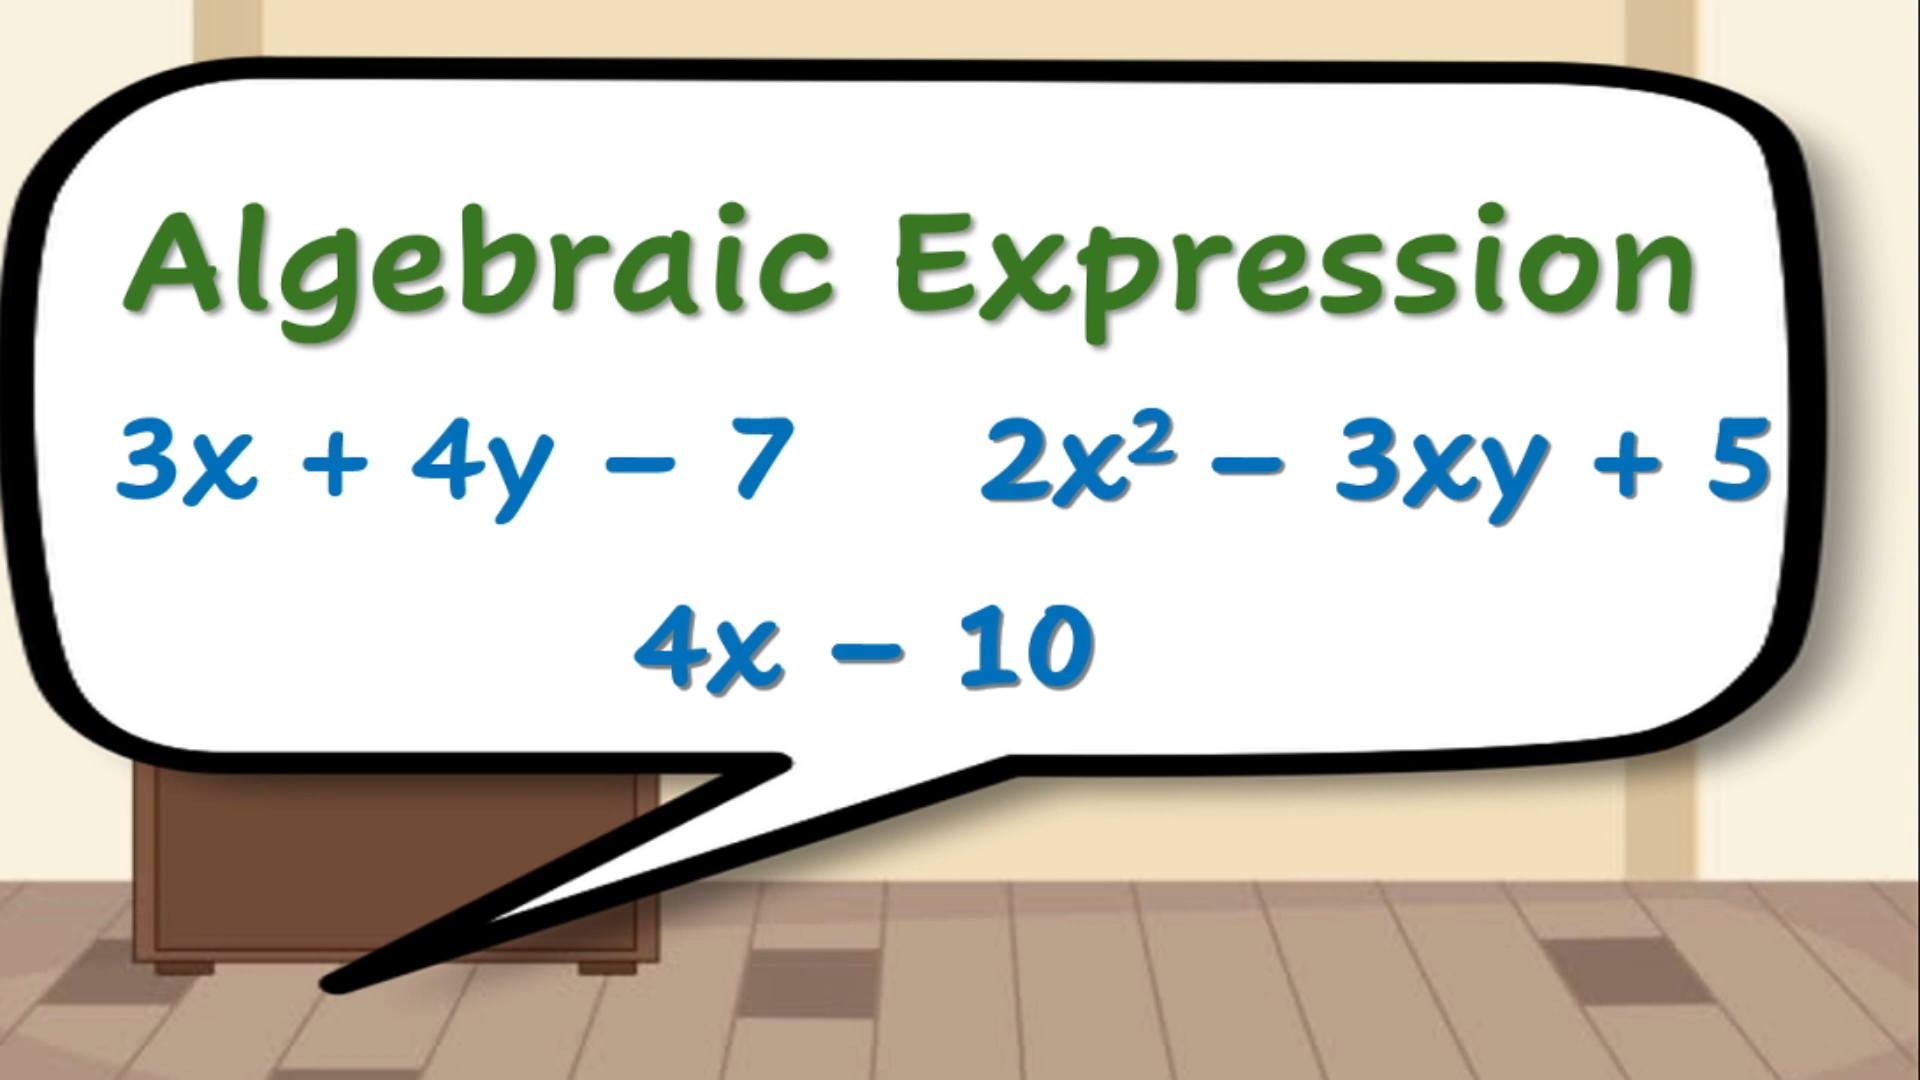 Algebraic Expression
3x + 4y – 7 2x² – 3xy + 5
4x – 10